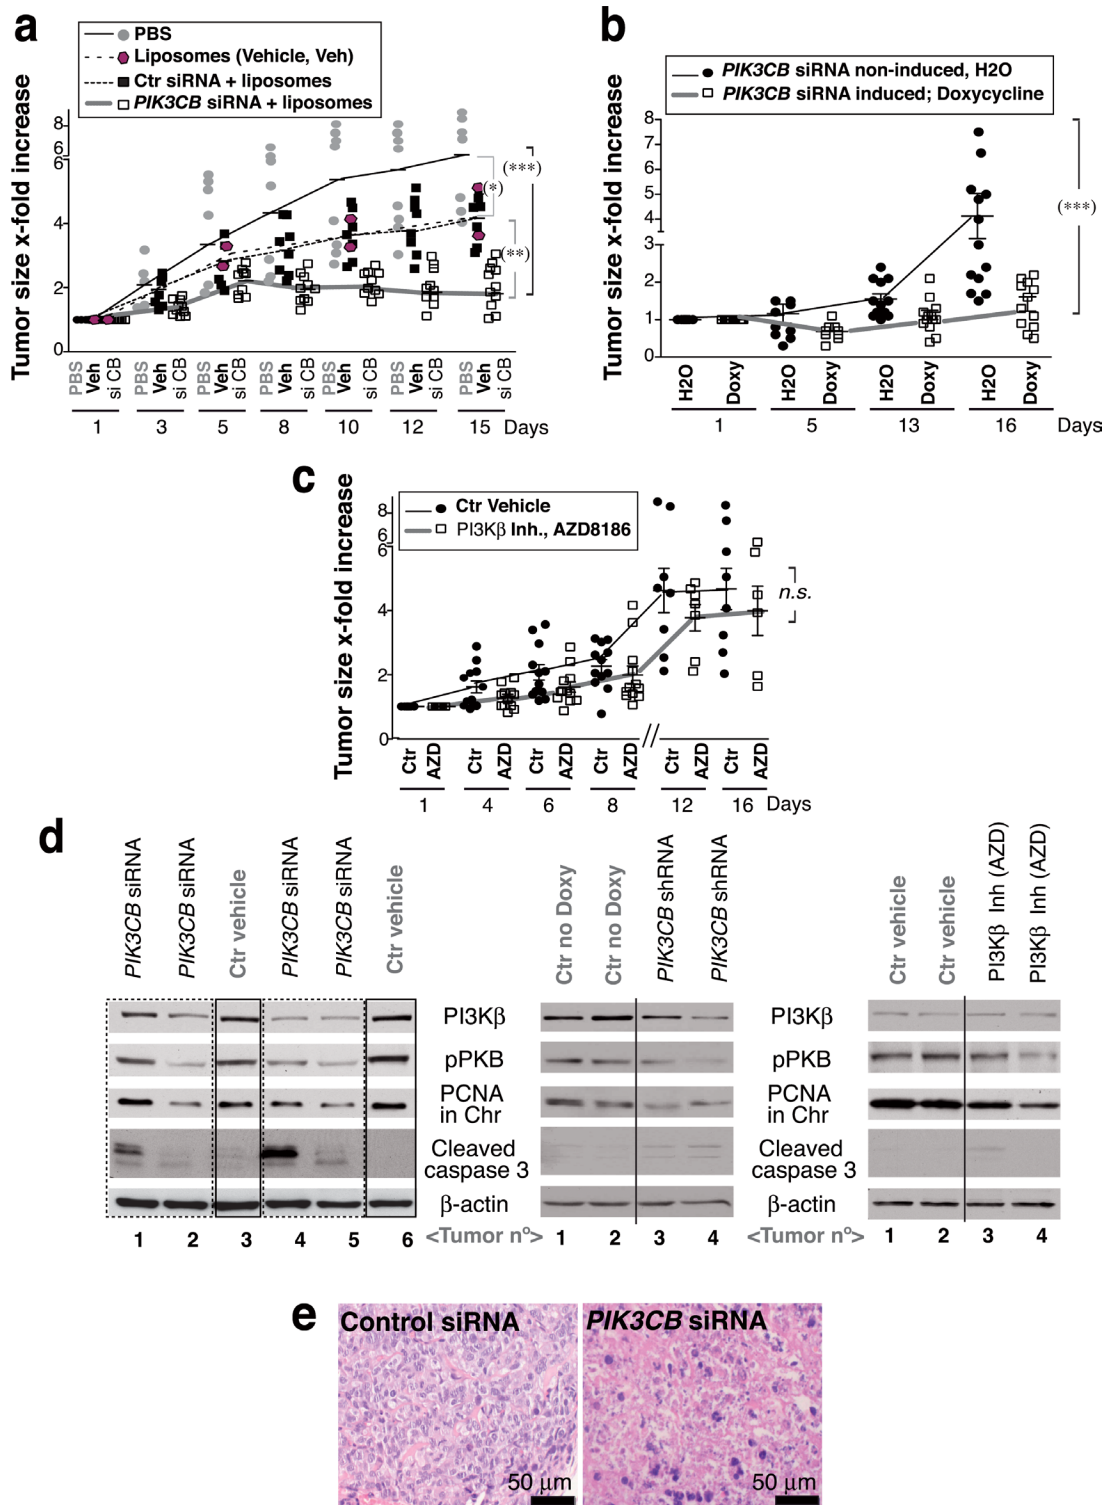 a
PBS
Liposomes (Vehicle, Veh)
Ctr siRNA + liposomes
PIK3CB siRNA + liposomes
Tumor size x-fold increase
8
6
6
4
2
0
(***)
(*)
(**)
PBS Veh si CB PBS Veh si CB PBS Veh si CB PBS Veh si CB PBS Veh si CB PBS Veh si CB PBS Veh si CB
1 3 5 8 10 12 15 Days
b
PIK3CB siRNA non-induced, H2O
PIK3CB siRNA induced; Doxycycline
Tumor size x-fold increase
8
7
6
5
4
3
2
1
0
(***)
H2O Doxy H2O Doxy H2O Doxy H2O Doxy
1 5 13 16 Days
c
Ctr Vehicle
PI3Kβ Inh., AZD8186
Tumor size x-fold increase
8
6
6
4
2
0
n.s.
Ctr AZD Ctr AZD Ctr AZD Ctr AZD Ctr AZD Ctr AZD
1 4 6 8 12 16 Days
d
PIK3CB siRNA
PIK3CB siRNA
Ctr vehicle
PIK3CB siRNA
PIK3CB siRNA
Ctr vehicle
Ctr no Doxy
Ctr no Doxy
PIK3CB shRNA
PIK3CB shRNA
Ctr vehicle
Ctr vehicle
PI3Kβ Inh (AZD)
PI3Kβ Inh (AZD)
PI3Kβ PI3Kβ
pPKB pPKB
PCNA PCNA
in Chr in Chr
Cleaved Cleaved
caspase 3 caspase 3
β-actin β-actin
1 2 3 4 5 6 <Tumor nº> 1 2 3 4 <Tumor nº> 1 2 3 4
e
Control siRNA PIK3CB siRNA
50 µm 50 µm